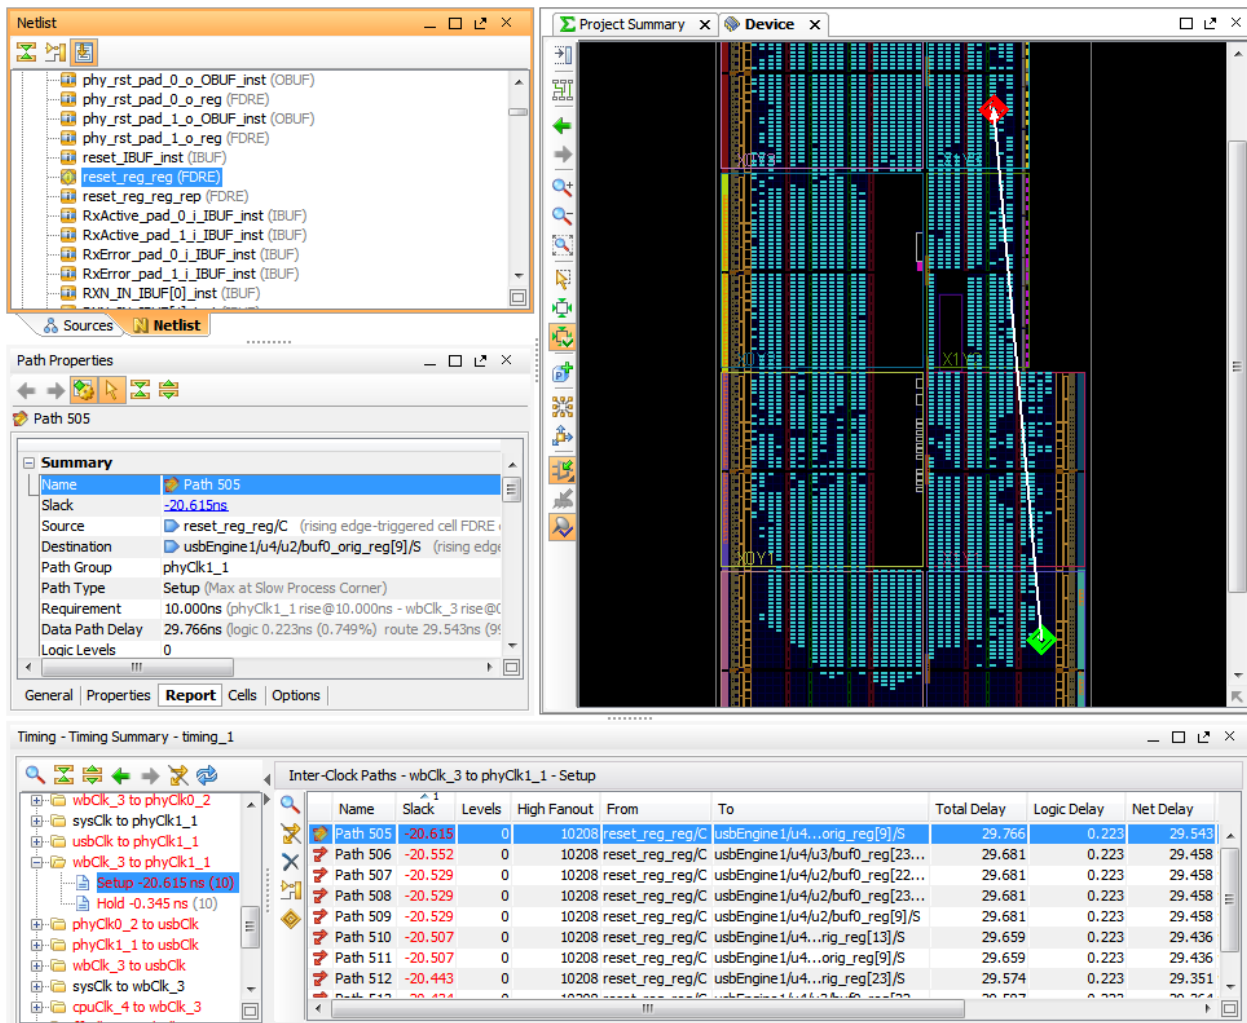 Netlist
phy_rst_pad_0_o_OBUF_inst (OBUF)
phy_rst_pad_0_o_reg (FDRE)
phy_rst_pad_1_o_OBUF_inst (OBUF)
phy_rst_pad_1_o_reg (FDRE)
reset_IBUF_inst (IBUF)
reset_reg_reg (FDRE)
reset_reg_reg_rep (FDRE)
RxActive_pad_0_i_IBUF_inst (IBUF)
RxActive_pad_1_i_IBUF_inst (IBUF)
RxError_pad_0_i_IBUF_inst (IBUF)
RxError_pad_1_i_IBUF_inst (IBUF)
RXN_IN_IBUF[0]_inst (IBUF)
Sources Netlist
Project Summary Device
X1Y
X0Y1
Path Properties
Path 505
Summary
Name Path 505
Slack -20.615ns
Source reset_reg_reg/C (rising edge-triggered cell FDRE
Destination usbEngine1/u4/u2/buf0_orig_reg[9]/S (rising edge
Path Group phyClk1_1
Path Type Setup (Max at Slow Process Corner)
Requirement 10.000ns (phyClk1_1 rise@10.000ns - wbClk_3 rise@0
Data Path Delay 29.766ns (logic 0.223ns (0.749%) route 29.543ns (99
Logic Levels 0
General Properties Report Cells Options
Timing - Timing Summary - timing_1
wbClk_3 to phyClk0_2
sysClk to phyClk1_1
usbClk to phyClk1_1
wbClk_3 to phyClk1_1
Setup -20.615 ns (10)
Hold -0.345 ns (10)
phyClk0_2 to usbClk
phyClk1_1 to usbClk
wbClk_3 to usbClk
sysClk to wbClk_3
cpuClk_4 to wbClk_3
Inter-Clock Paths - wbClk_3 to phyClk1_1 - Setup
Name Slack 1 Levels High Fanout From To Total Delay Logic Delay Net Delay
Path 505 -20.615 0 10208 reset_reg_reg/C usbEngine1/u4...orig_reg[9]/S 29.766 0.223 29.543
Path 506 -20.552 0 10208 reset_reg_reg/C usbEngine1/u4/u3/buf0_reg[23... 29.681 0.223 29.458
Path 507 -20.529 0 10208 reset_reg_reg/C usbEngine1/u4/u2/buf0_reg[22... 29.681 0.223 29.458
Path 508 -20.529 0 10208 reset_reg_reg/C usbEngine1/u4/u2/buf0_reg[23... 29.681 0.223 29.458
Path 509 -20.529 0 10208 reset_reg_reg/C usbEngine1/u4/u2/buf0_reg[9]/S 29.681 0.223 29.458
Path 510 -20.507 0 10208 reset_reg_reg/C usbEngine1/u4...rig_reg[13]/S 29.659 0.223 29.436
Path 511 -20.507 0 10208 reset_reg_reg/C usbEngine1/u4...orig_reg[9]/S 29.659 0.223 29.436
Path 512 -20.443 0 10208 reset_reg_reg/C usbEngine1/u4...rig_reg[23]/S 29.574 0.223 29.351